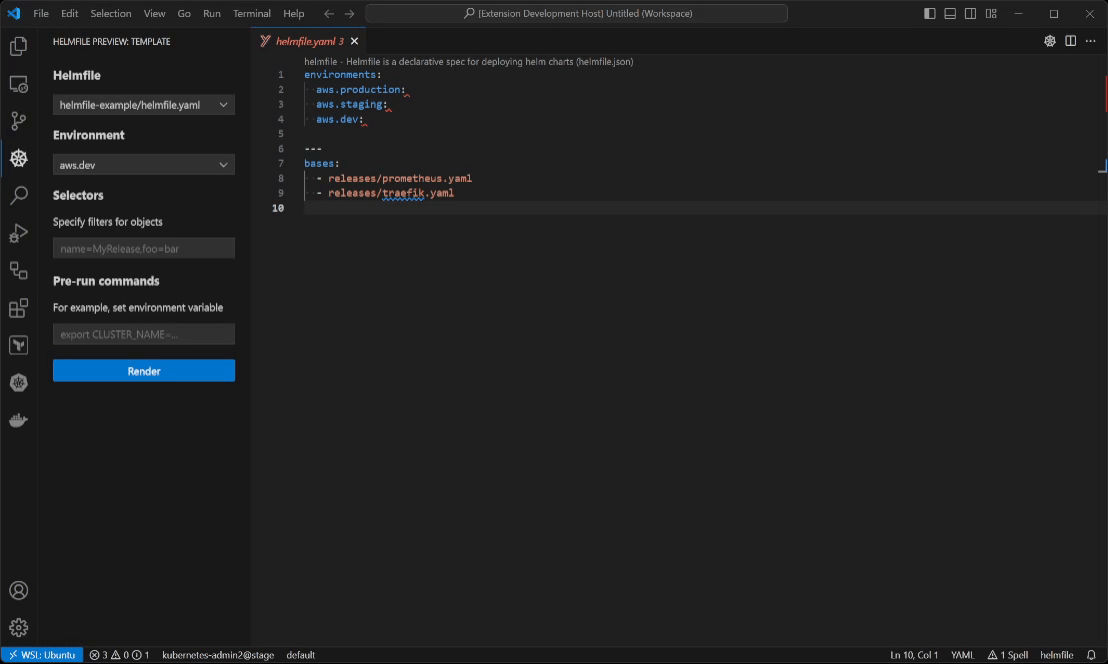 File Edit Selection View Go Run Terminal Help
[Extension Development Host] Untitled (Workspace)
HELMFILE PREVIEW: TEMPLATE
Helmfile
helmfile-example/helmfile.yaml
Environment
aws.dev
Selectors
Specify filters for objects
name=MyRelease,foo=bar
Pre-run commands
For example, set environment variable
export CLUSTER_NAME=...
Render
helmfile.yaml 3
helmfile - Helmfile is a declarative spec for deploying helm charts (helmfile.json)
1 environments:
2 aws.production:
3 aws.staging:
4 aws.dev:
5
6 ---
7 bases:
8 - releases/prometheus.yaml
9 - releases/traefik.yaml
10
WSL: Ubuntu 3 0 1 kubernetes-admin2@stage default Ln 10, Col 1 YAML 1 Spell helmfile